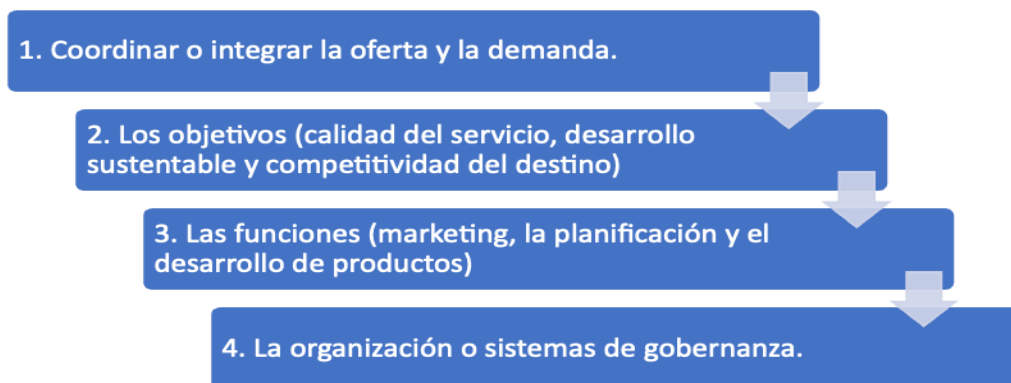 1. Coordinar o integrar la oferta y la demanda.
2. Los objetivos (calidad del servicio, desarrollo
sustentable y competitividad del destino)
3. Las funciones (marketing, la planificación y el
desarrollo de productos)
4. La organización o sistemas de gobernanza.